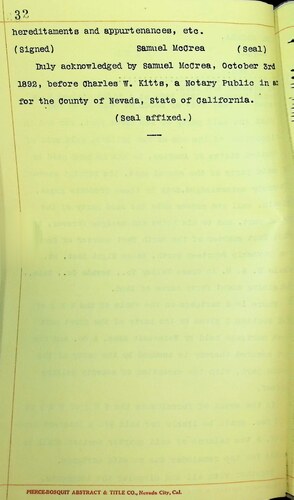 32
hereditaments and appurtenances, etc.
(Signed) Samuel McCrea (Seal)
Duly acknowledged by Samuel McCrea, October 3rd
1892, before Charles W. Kitts, a Notary Public in a
for the County of Nevada, State of California.
(Seal affixed.)
PIERCE-BOSQUIT ABSTRACT & TITLE CO., Nevada City, Cal.